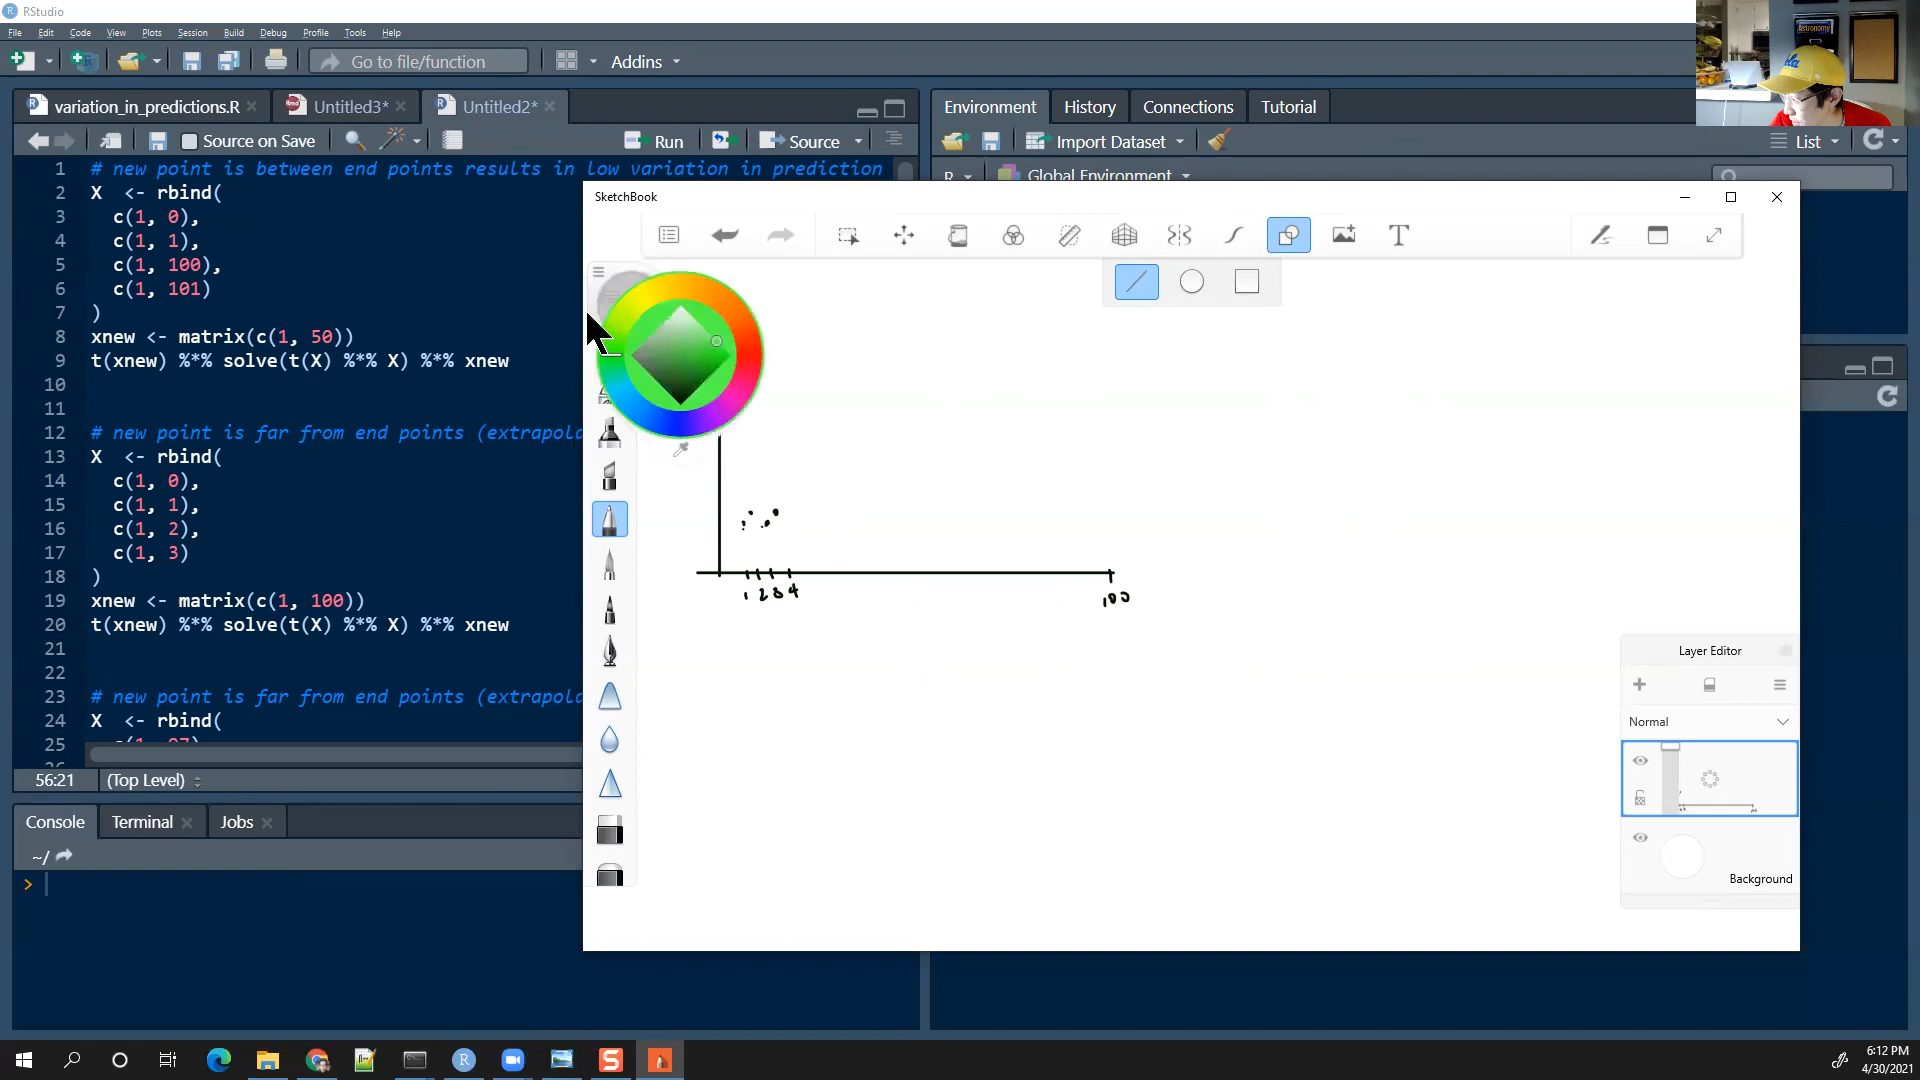 RStudio
File Edit Code View Plots Session Build Debug Profile Tools Help
Go to file/function
Addins
variation_in_predictions.R
Untitled3*
Untitled2*
Source on Save
Run
Source
1 # new point is between end points results in low variation in prediction
2 X <- rbind(
3 c(1, 0),
4 c(1, 1),
5 c(1, 100),
6 c(1, 101)
7 )
8 xnew <- matrix(c(1, 50))
9 t(xnew) %*% solve(t(X) %*% X) %*% xnew
10
11
12 # new point is far from end points (extrapola
13 X <- rbind(
14 c(1, 0),
15 c(1, 1),
16 c(1, 2),
17 c(1, 3)
18 )
19 xnew <- matrix(c(1, 100))
20 t(xnew) %*% solve(t(X) %*% X) %*% xnew
21
22
23 # new point is far from end points (extrapola
24 X <- rbind(
25
56:21 (Top Level)
Console Terminal Jobs
~/
>
Environment History Connections Tutorial
Import Dataset
List
R Global Environment
Astronomy
SketchBook
T
1 2 3 4
100
Layer Editor
Normal
Background
6:12 PM
4/30/2021